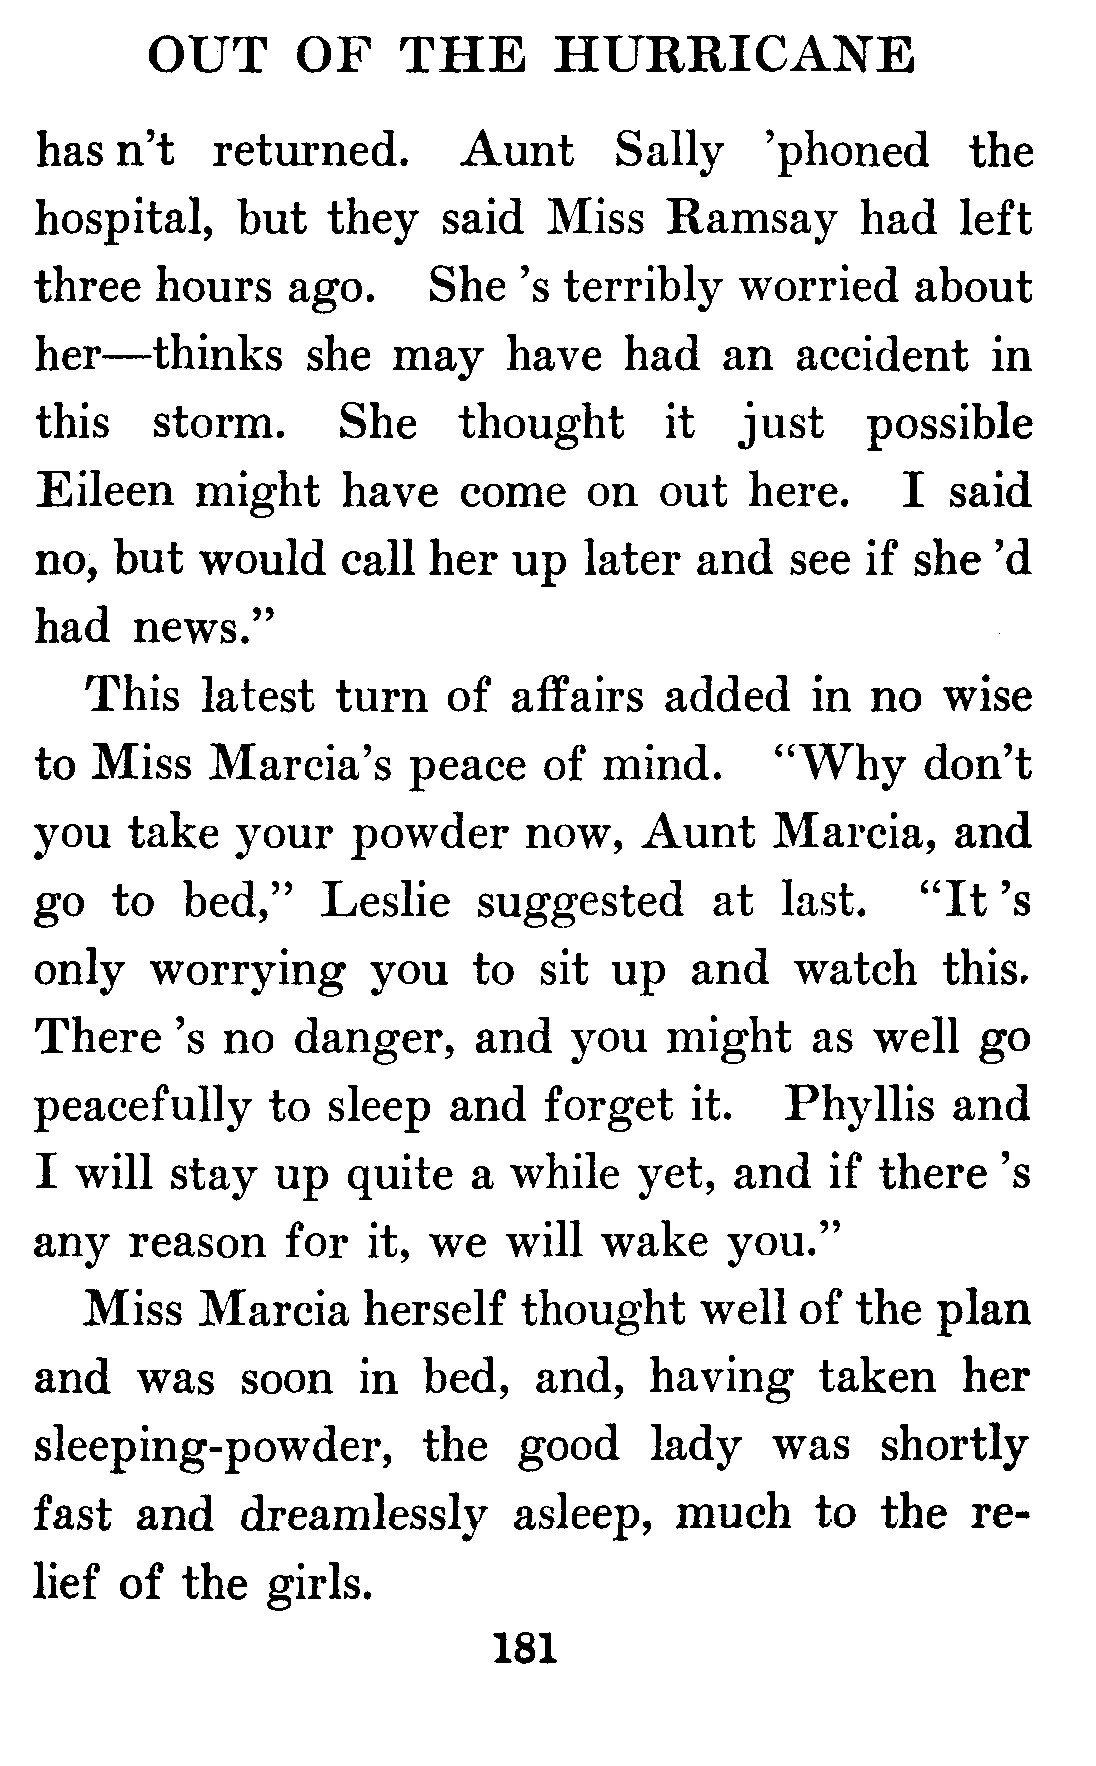 OUT OF THE HURRICANE
has n't returned. Aunt Sally 'phoned the
hospital, but they said Miss Ramsay had left
three hours ago. She 's terribly worried about
her—thinks she may have had an accident in
this storm. She thought it just possible
Eileen might have come on out here. I said
no, but would call her up later and see if she 'd
had news.”
This latest turn of affairs added in no wise
to Miss Marcia's peace of mind. “Why don't
you take your powder now, Aunt Marcia, and
go to bed,” Leslie suggested at last. “It 's
only worrying you to sit up and watch this.
There 's no danger, and you might as well go
peacefully to sleep and forget it. Phyllis and
I will stay up quite a while yet, and if there 's
any reason for it, we will wake you.”
Miss Marcia herself thought well of the plan
and was soon in bed, and, having taken her
sleeping-powder, the good lady was shortly
fast and dreamlessly asleep, much to the re-
lief of the girls.
181